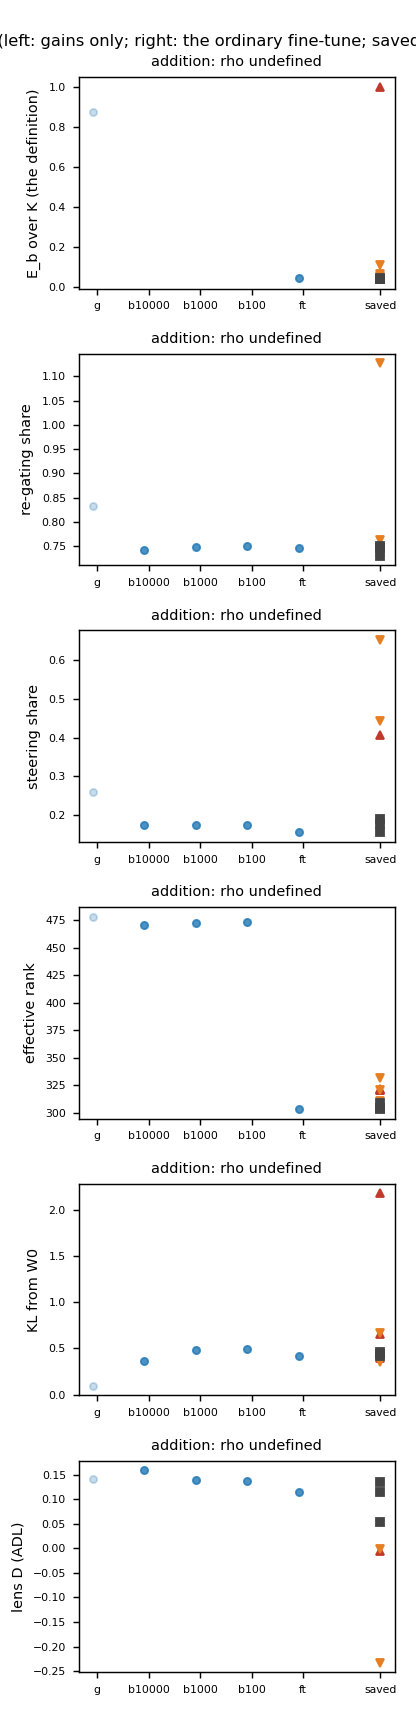 (left: gains only; right: the ordinary fine-tune; saved
addition: rho undefined
E_b over K (the definition)
1.0
0.8
0.6
0.4
0.2
0.0
g b10000 b1000 b100 ft saved
addition: rho undefined
re-gating share
1.10
1.05
1.00
0.95
0.90
0.85
0.80
0.75
g b10000 b1000 b100 ft saved
addition: rho undefined
steering share
0.6
0.5
0.4
0.3
0.2
g b10000 b1000 b100 ft saved
addition: rho undefined
effective rank
475
450
425
400
375
350
325
300
g b10000 b1000 b100 ft saved
addition: rho undefined
KL from W0
2.0
1.5
1.0
0.5
0.0
g b10000 b1000 b100 ft saved
addition: rho undefined
lens D (ADL)
0.15
0.10
0.05
0.00
−0.05
−0.10
−0.15
−0.20
−0.25
g b10000 b1000 b100 ft saved